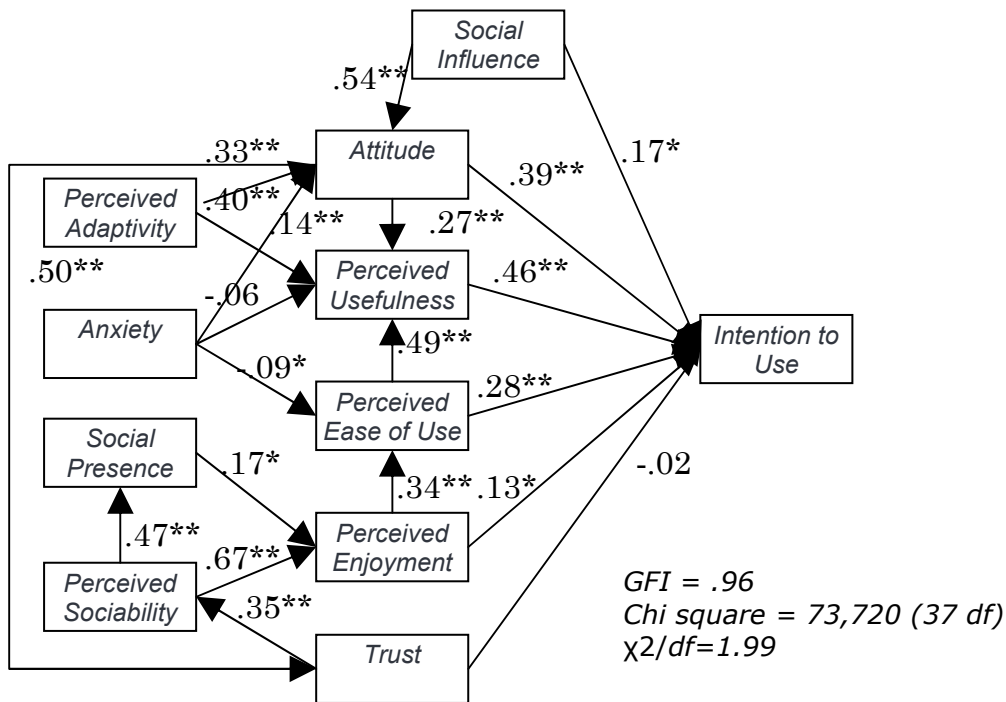 Social
Influence
.54**
.17*
Attitude
.33**
.39**
Perceived
Adaptivity
.40**
.14**
.27**
.50**
Perceived
Usefulness
.46**
-.06
Anxiety
Intention to
Use
.49**
-.09*
Perceived
Ease of Use
.28**
Social
Presence
.17*
-.02
.34**
.13*
.47**
Perceived
Enjoyment
.67**
Perceived
Sociability
.35**
Trust
GFI = .96
Chi square = 73,720 (37 df)
χ2/df=1.99